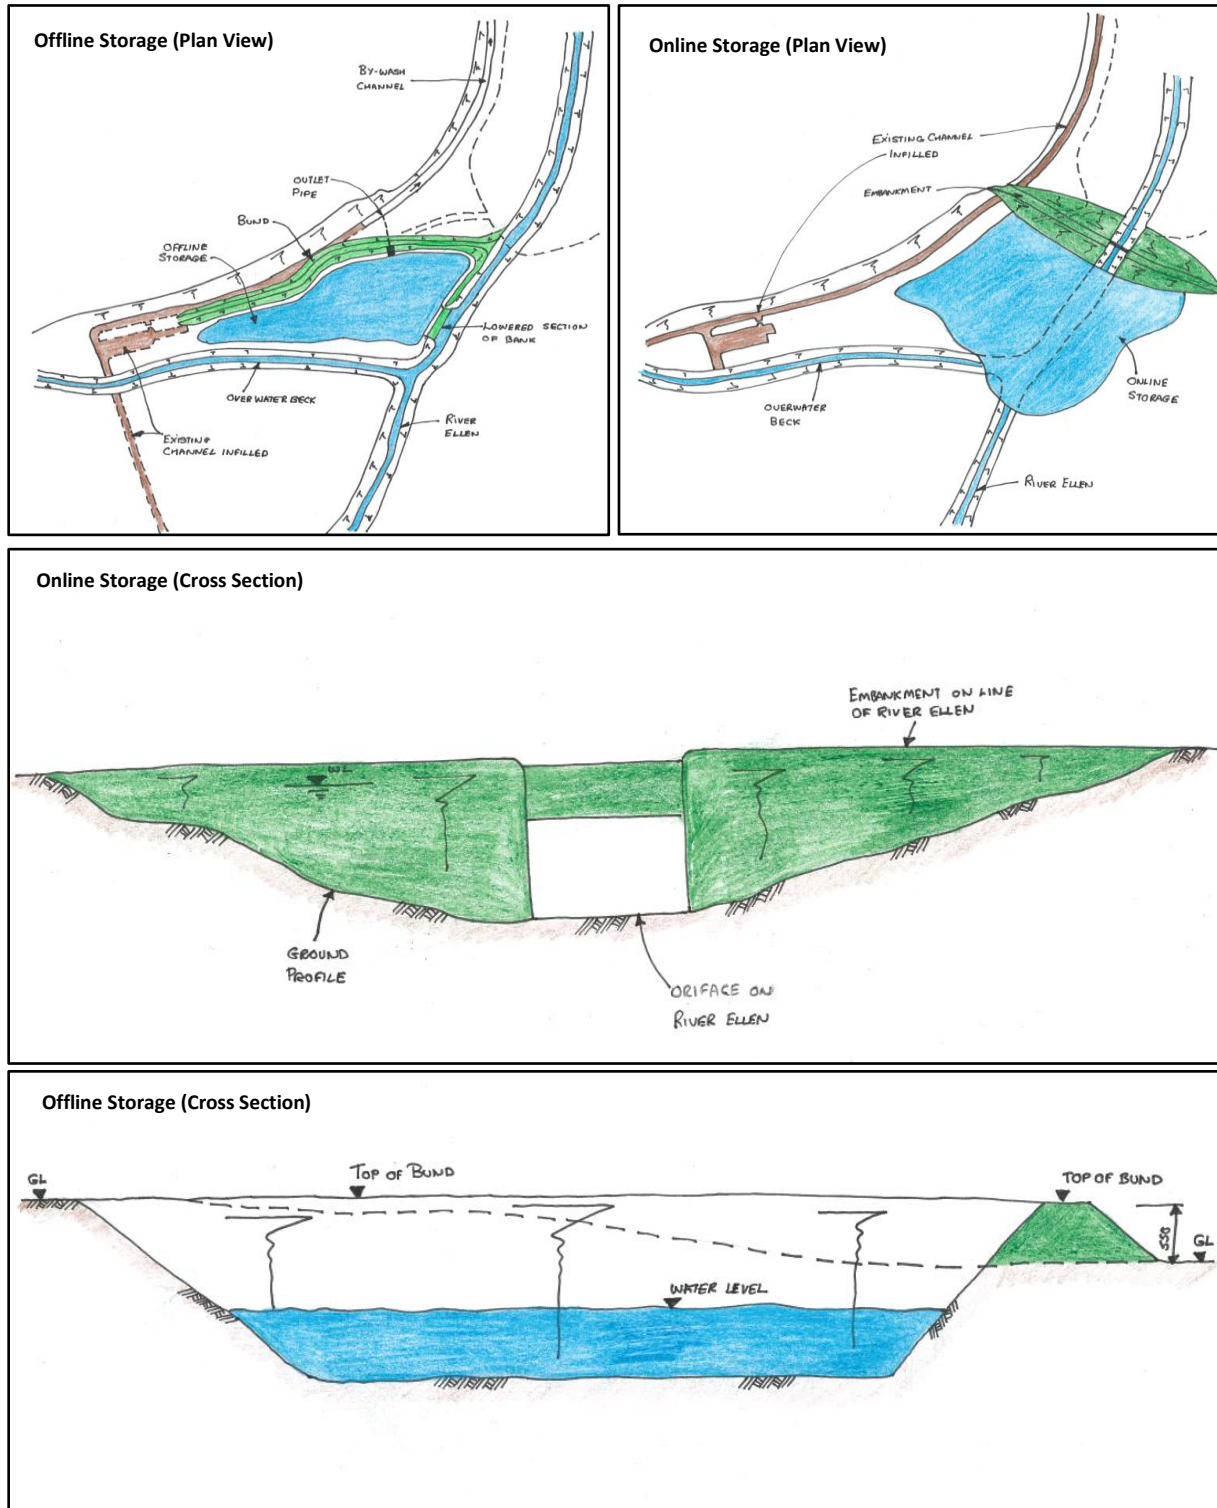 Offline Storage (Plan View)
BY-WASH
CHANNEL
OUTLET
PIPE
BUND
OFFLINE
STORAGE
LOWERED SECTION
OF BANK
OVERWATER BECK
RIVER
ELLEN
EXISTING
CHANNEL INFILLED
Online Storage (Plan View)
EXISTING CHANNEL
INFILLED
EMBANKMENT
ONLINE
STORAGE
OVERWATER
BECK
RIVER ELLEN
Online Storage (Cross Section)
EMBANKMENT ON LINE
OF RIVER ELLEN
WL
GROUND
PROFILE
ORIFACE ON
RIVER ELLEN
Offline Storage (Cross Section)
GL
TOP OF BUND
TOP OF BUND
550
GL
WATER LEVEL